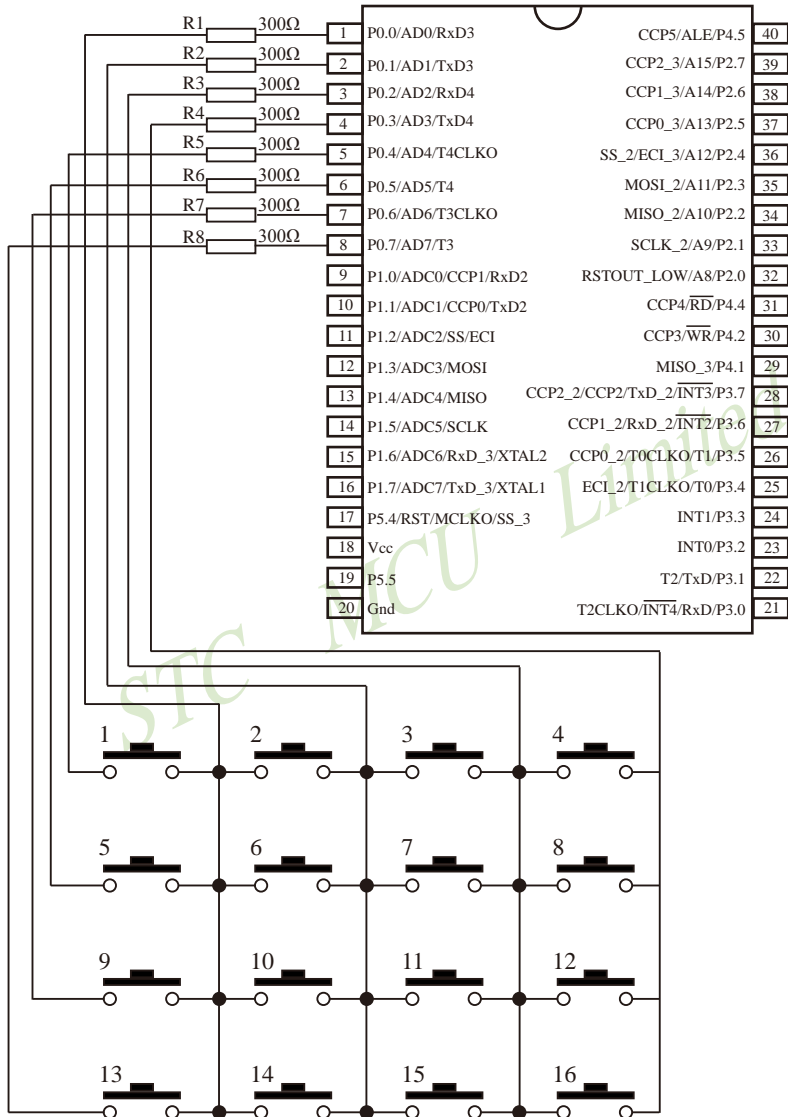 R1 300Ω 1 P0.0/AD0/RxD3 CCP5/ALE/P4.5 40
R2 300Ω 2 P0.1/AD1/TxD3 CCP2_3/A15/P2.7 39
R3 300Ω 3 P0.2/AD2/RxD4 CCP1_3/A14/P2.6 38
R4 300Ω 4 P0.3/AD3/TxD4 CCP0_3/A13/P2.5 37
R5 300Ω 5 P0.4/AD4/T4CLKO SS_2/ECI_3/A12/P2.4 36
R6 300Ω 6 P0.5/AD5/T4 MOSI_2/A11/P2.3 35
R7 300Ω 7 P0.6/AD6/T3CLKO MISO_2/A10/P2.2 34
R8 300Ω 8 P0.7/AD7/T3 SCLK_2/A9/P2.1 33
9 P1.0/ADC0/CCP1/RxD2 RSTOUT_LOW/A8/P2.0 32
10 P1.1/ADC1/CCP0/TxD2 CCP4/RD/P4.4 31
11 P1.2/ADC2/SS/ECI CCP3/WR/P4.2 30
12 P1.3/ADC3/MOSI MISO_3/P4.1 29
13 P1.4/ADC4/MISO CCP2_2/CCP2/TxD_2/INT3/P3.7 28
14 P1.5/ADC5/SCLK CCP1_2/RxD_2/INT2/P3.6 27
15 P1.6/ADC6/RxD_3/XTAL2 CCP0_2/T0CLKO/T1/P3.5 26
16 P1.7/ADC7/TxD_3/XTAL1 ECI_2/T1CLKO/T0/P3.4 25
17 P5.4/RST/MCLKO/SS_3 INT1/P3.3 24
18 Vcc INT0/P3.2 23
19 P5.5 T2/TxD/P3.1 22
20 Gnd T2CLKO/INT4/RxD/P3.0 21
STC MCU Limited
1 2 3 4
5 6 7 8
9 10 11 12
13 14 15 16